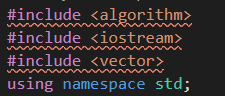 #include <algorithm>
#include <iostream>
#include <vector>
using namespace std;